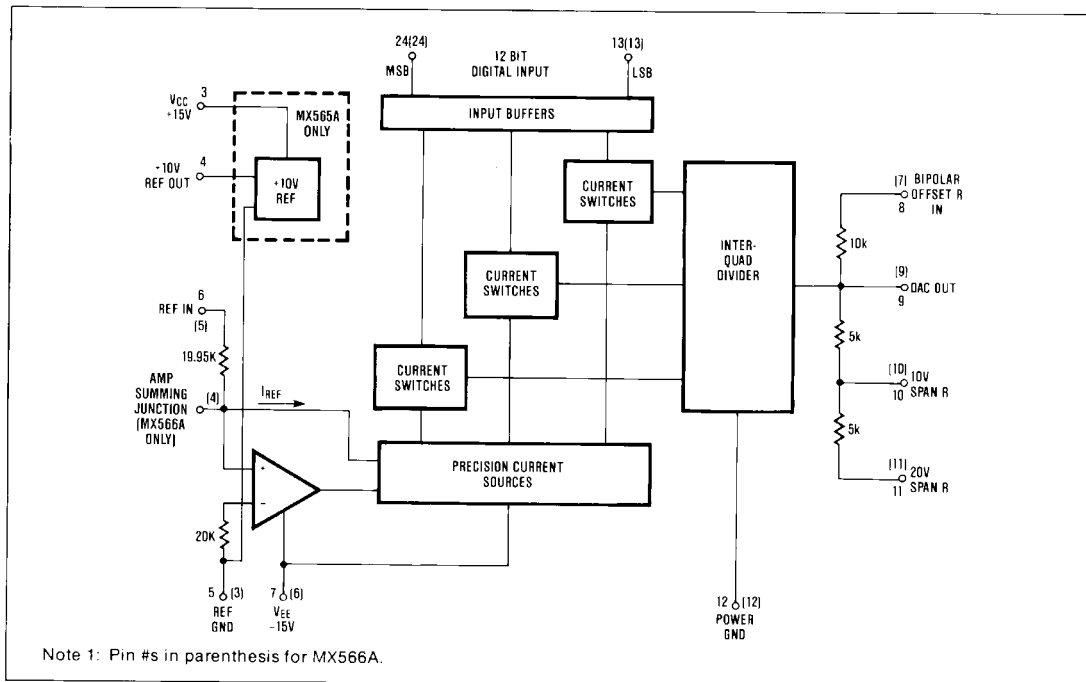 24(24)
MSB
12 BIT
DIGITAL INPUT
13(13)
LSB
INPUT BUFFERS
VCC
+15V
3
MX565A
ONLY
+10V
REF OUT
4
+10V
REF
CURRENT
SWITCHES
CURRENT
SWITCHES
CURRENT
SWITCHES
INTER-
QUAD
DIVIDER
(7) BIPOLAR
OFFSET R
8 IN
10k
(9)
DAC OUT
9
5k
(10) 10V
10 SPAN R
5k
(11) 20V
11 SPAN R
6
REF IN
(5)
19.95K
AMP
SUMMING
JUNCTION
(MX566A
ONLY)
(4)
IREF
PRECISION CURRENT
SOURCES
+
−
20K
5 (3)
REF
GND
7 (6)
VEE
-15V
12 (12)
POWER
GND
Note 1: Pin #s in parenthesis for MX566A.